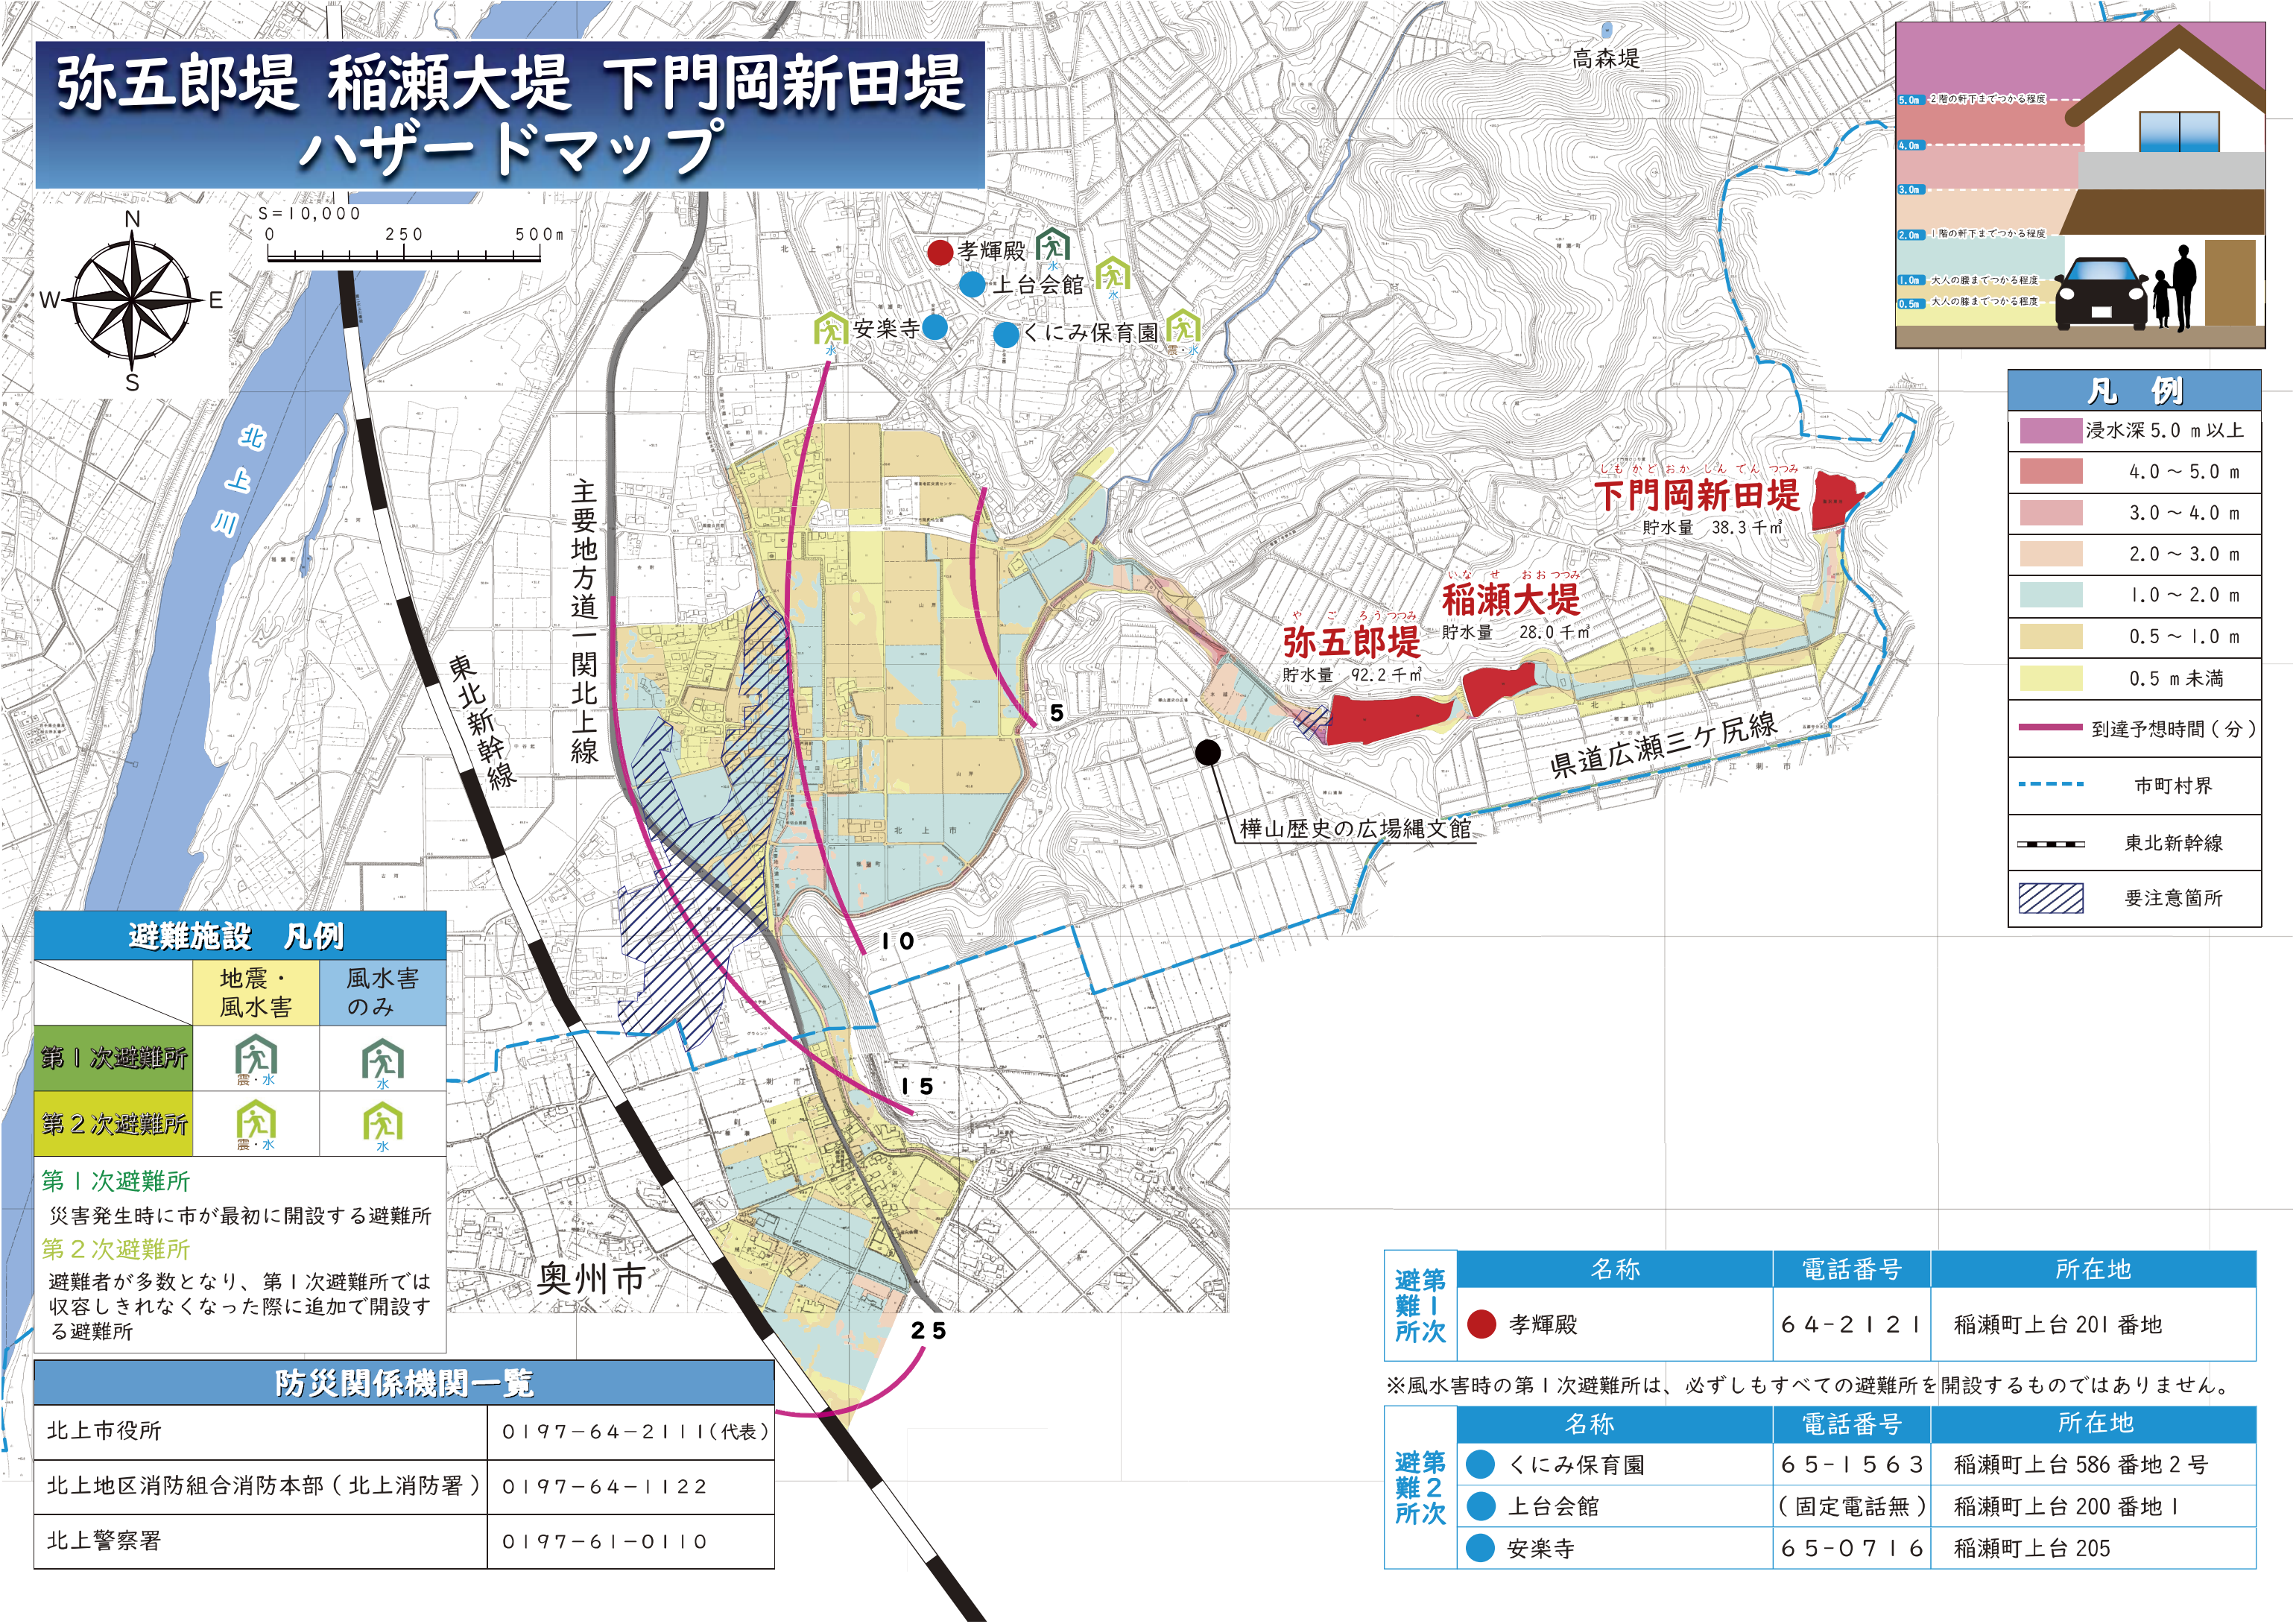 弥五郎堤 稲瀬大堤 下門岡新田堤
ハザードマップ
N
W
E
S
S=10,000
0 250 500m
高森堤
孝輝殿
水
上台会館
水
安楽寺
水
くにみ保育園
震・水
北上川
主要地方道一関北上線
東北新幹線
しもかどおかしんでんつつみ
下門岡新田堤
貯水量 38.3千㎥
いなせおおつつみ
稲瀬大堤
貯水量 28.0千㎥
やごろうつつみ
弥五郎堤
貯水量 92.2千㎥
県道広瀬三ケ尻線
樺山歴史の広場縄文館
北上市
稲瀬町
江刺市
奥州市
5
10
15
25
5.0m 2階の軒下までつかる程度
4.0m
3.0m
2.0m 1階の軒下までつかる程度
1.0m 大人の腰までつかる程度
0.5m 大人の膝までつかる程度
凡 例
浸水深5.0 m以上
4.0～5.0 m
3.0～4.0 m
2.0～3.0 m
1.0～2.0 m
0.5～1.0 m
0.5 m未満
到達予想時間(分)
市町村界
東北新幹線
要注意箇所
避難施設 凡例
地震・
風水害
風水害
のみ
第1次避難所
震・水
水
第2次避難所
震・水
水
第1次避難所
災害発生時に市が最初に開設する避難所
第2次避難所
避難者が多数となり、第1次避難所では
収容しきれなくなった際に追加で開設す
る避難所
防災関係機関一覧
北上市役所 0197-64-2111(代表)
北上地区消防組合消防本部(北上消防署) 0197-64-1122
北上警察署 0197-61-0110
第1次避難所
名称 電話番号 所在地
孝輝殿 64-2121 稲瀬町上台201番地
※風水害時の第1次避難所は、必ずしもすべての避難所を開設するものではありません。
第2次避難所
名称 電話番号 所在地
くにみ保育園 65-1563 稲瀬町上台586番地2号
上台会館 (固定電話無) 稲瀬町上台200番地1
安楽寺 65-0716 稲瀬町上台205